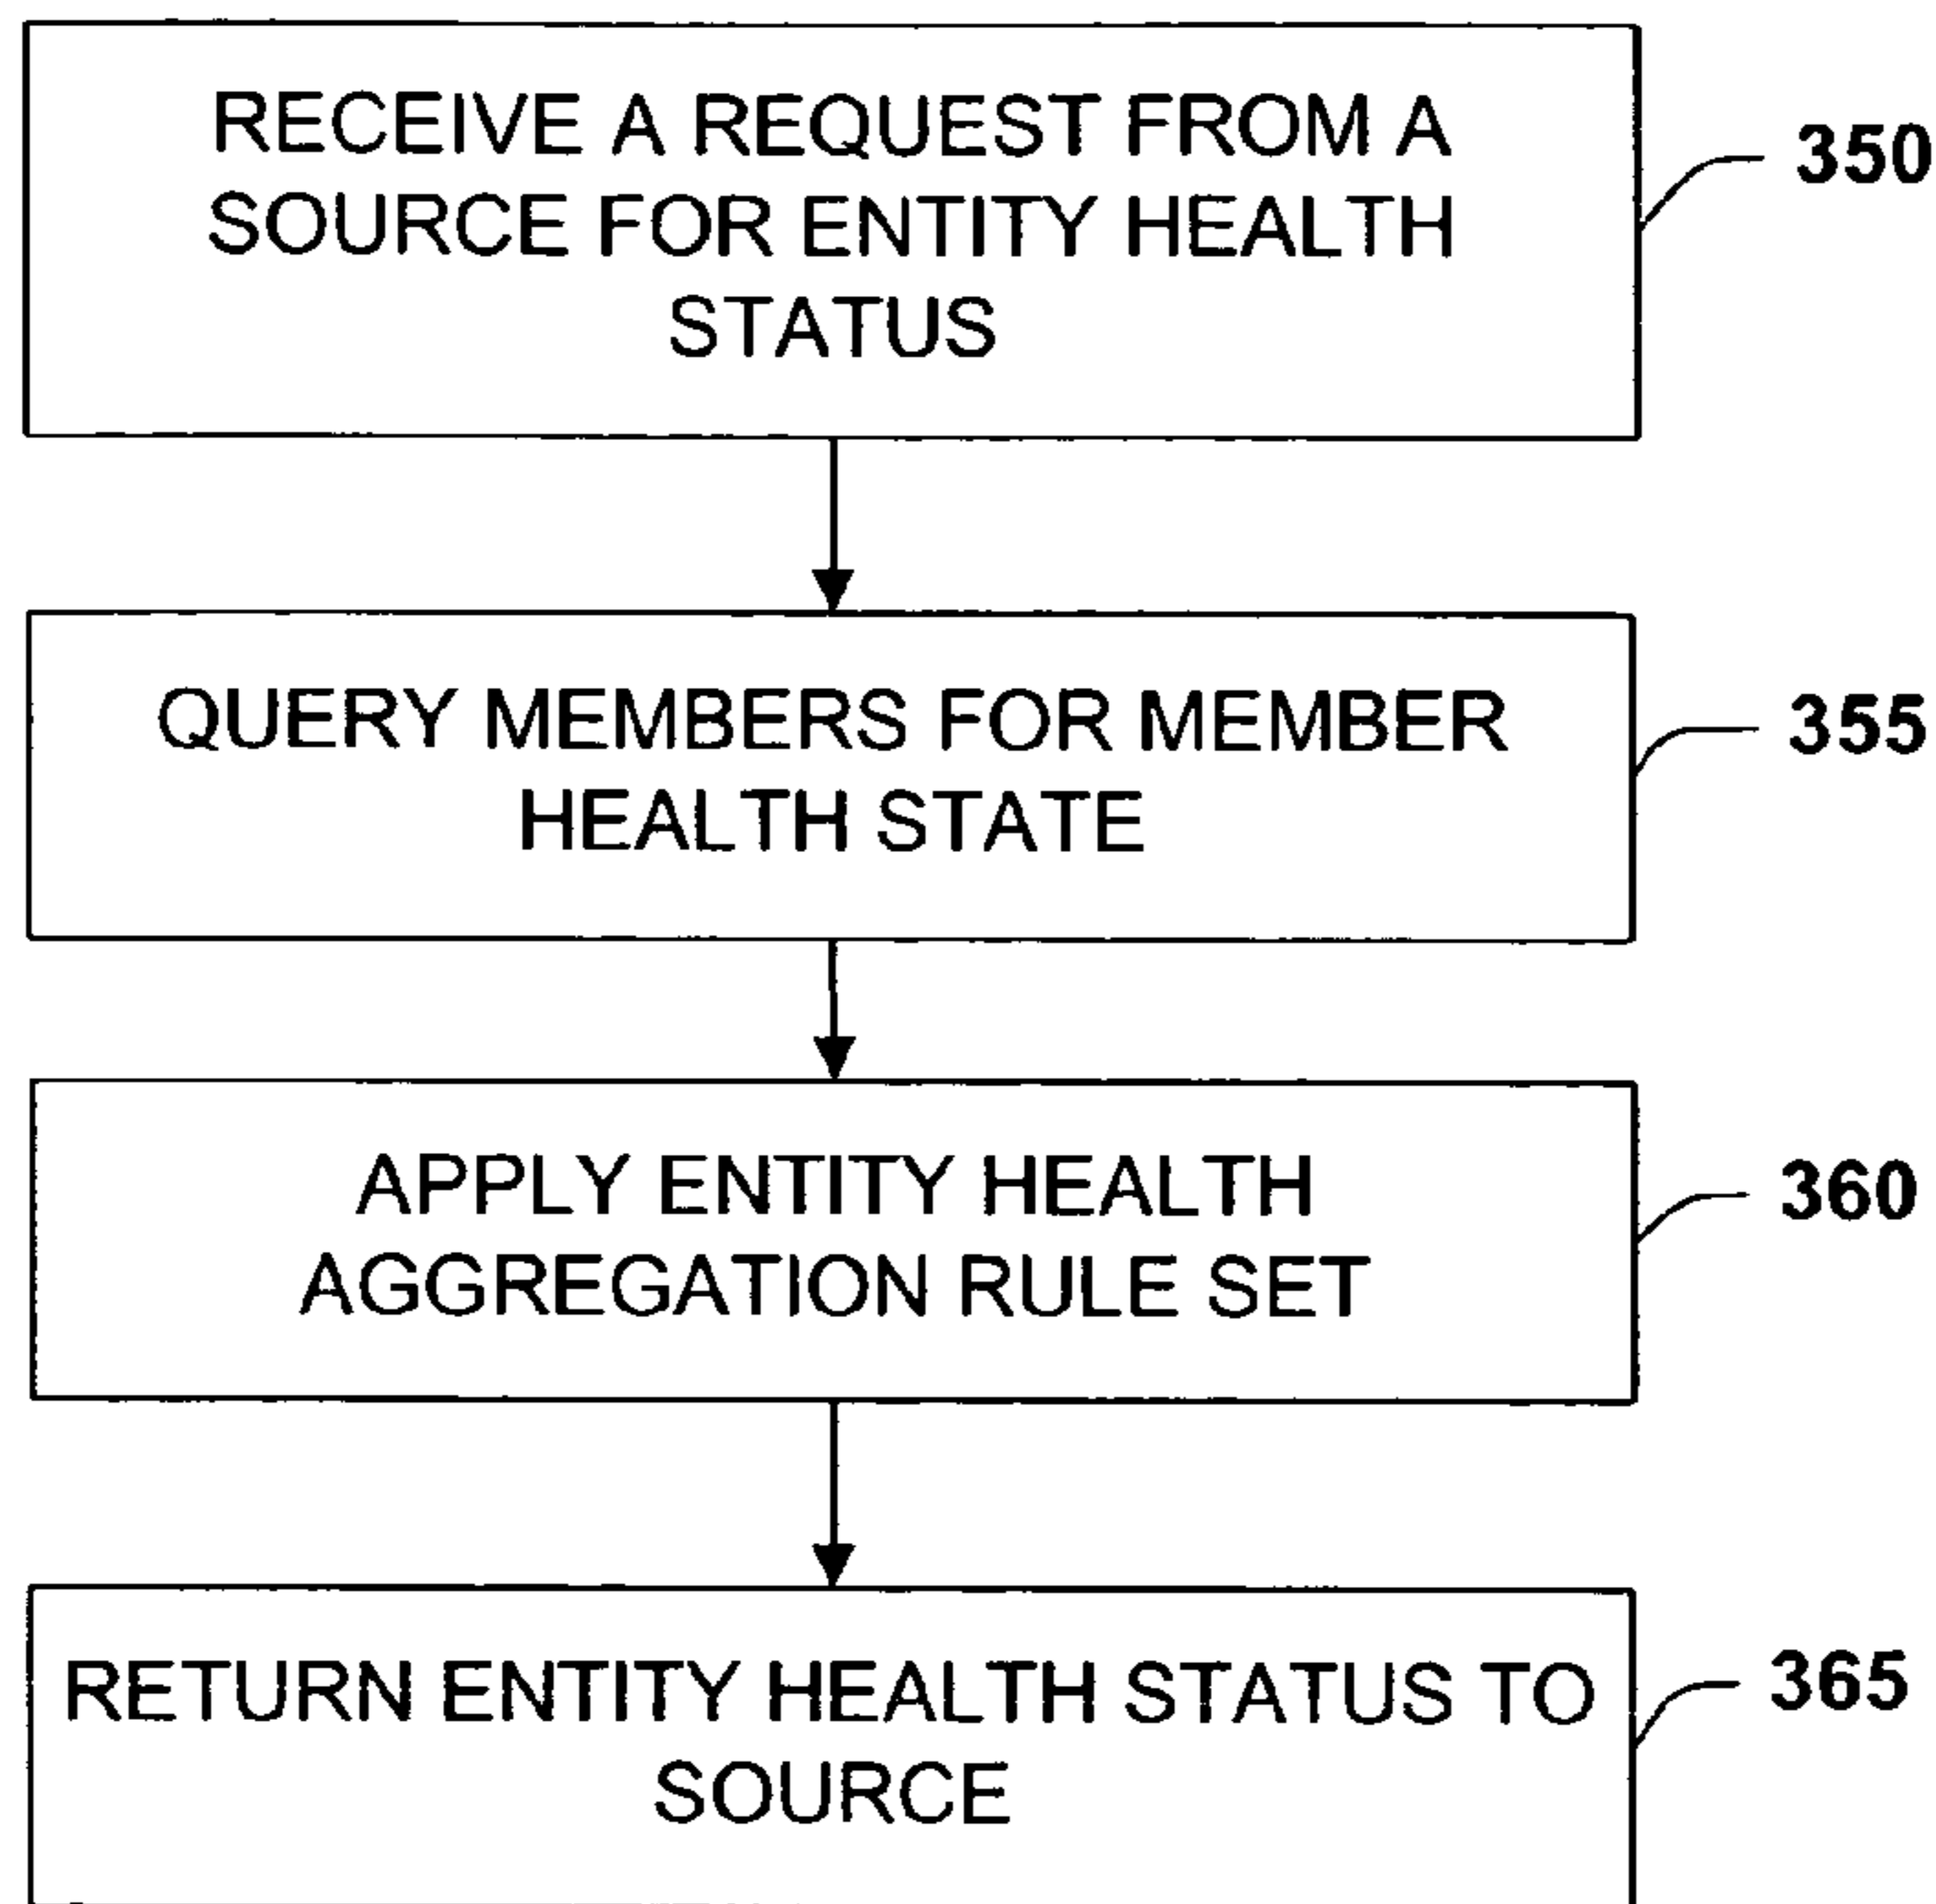 RECEIVE A REQUEST FROM A
SOURCE FOR ENTITY HEALTH
STATUS
350
QUERY MEMBERS FOR MEMBER
HEALTH STATE
355
APPLY ENTITY HEALTH
AGGREGATION RULE SET
360
RETURN ENTITY HEALTH STATUS TO
SOURCE
365